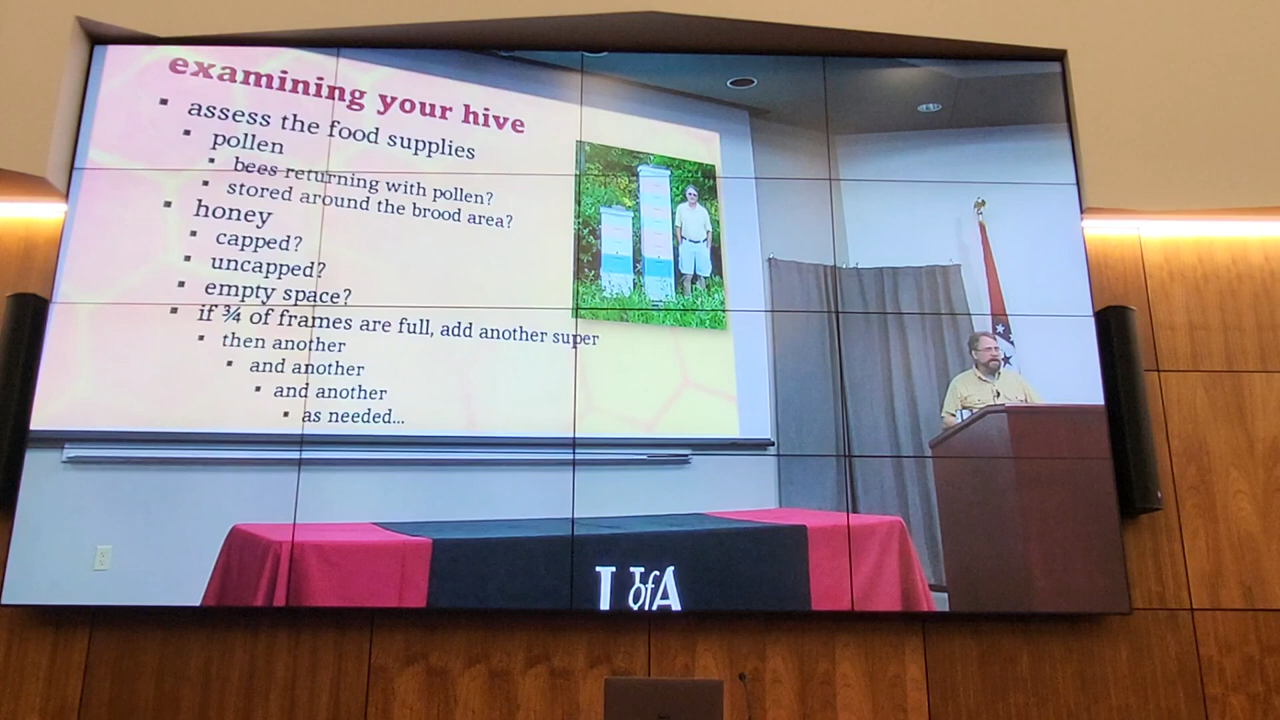 examining your hive
▪ assess the food supplies
▪ pollen
▪ bees returning with pollen?
▪ stored around the brood area?
▪ honey
▪ capped?
▪ uncapped?
▪ empty space?
▪ if ¾ of frames are full, add another super
▪ then another
▪ and another
▪ and another
▪ as needed...
U of A